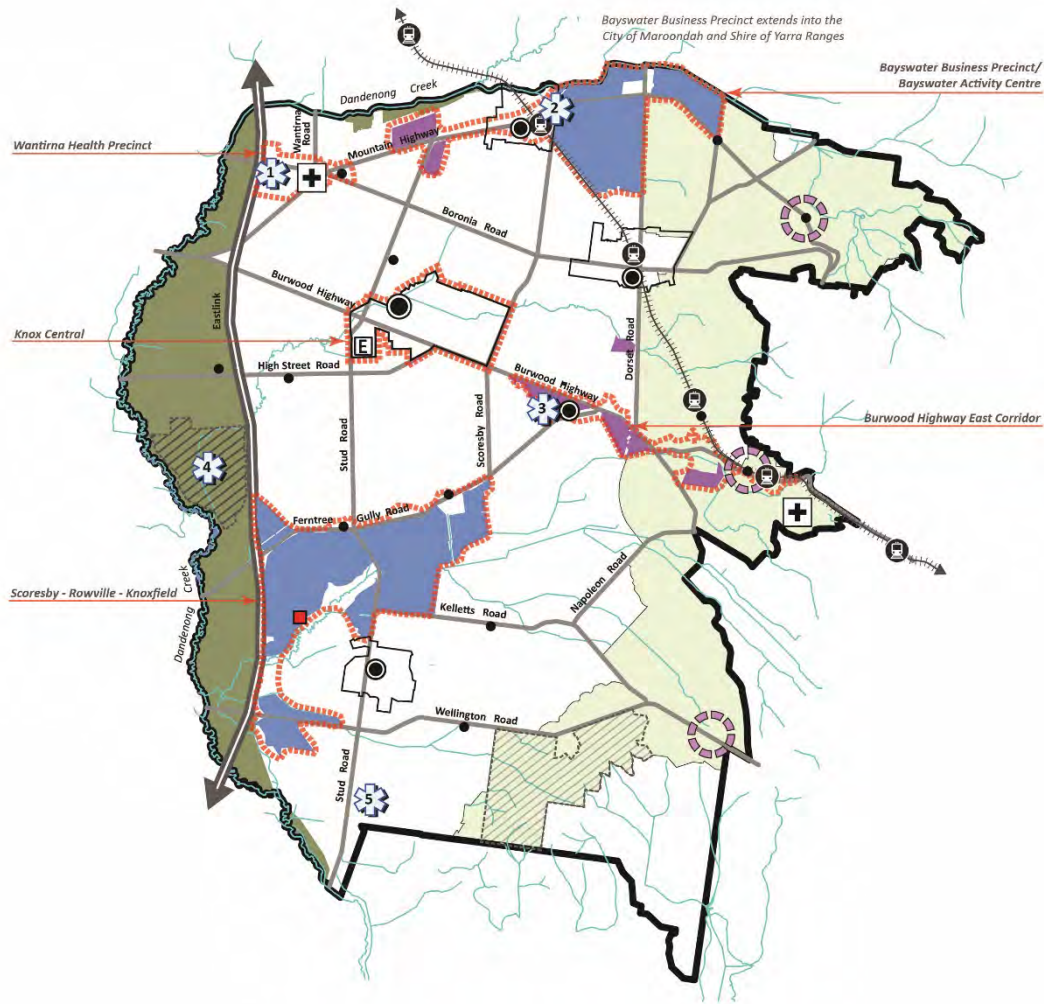 Bayswater Business Precinct extends into the
City of Maroondah and Shire of Yarra Ranges
Bayswater Business Precinct/
Bayswater Activity Centre
Dandenong Creek
2
Wantirna
Road
Mountain Highway
Wantirna Health Precinct
1
Boronia Road
Burwood Highway
Eastlink
Knox Central
E
High Street Road
Dorset Road
Burwood Highway
3
Stud Road
Scoresby Road
Burwood Highway East Corridor
4
Ferntree Gully Road
Dandenong Creek
Scoresby - Rowville - Knoxfield
Kelletts Road
Napoleon Road
Wellington Road
Stud Road
5